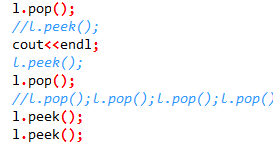 l.pop();
//l.peek();
cout<<endl;
l.peek();
l.pop();
//l.pop();l.pop();l.pop();l.pop()
l.peek();
l.peek();